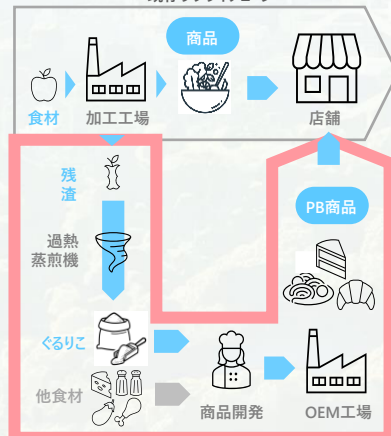 商品
食材
加工工場
店舗
残
渣
PB商品
過熱
蒸煎機
ぐるりこ
他食材
商品開発
OEM工場